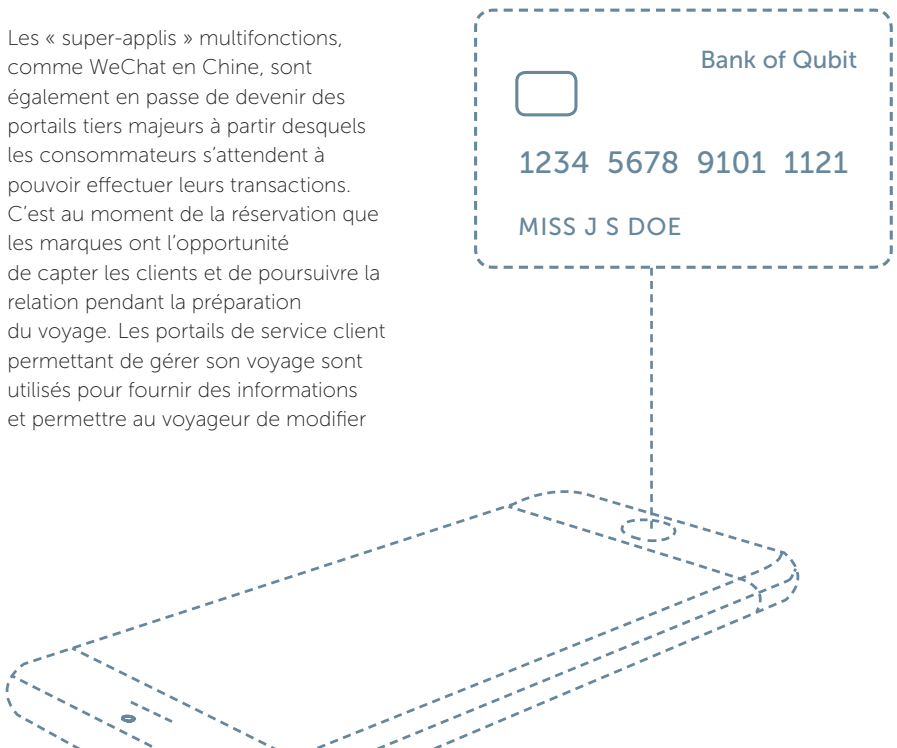 Les « super-applis » multifonctions,
comme WeChat en Chine, sont
également en passe de devenir des
portails tiers majeurs à partir desquels
les consommateurs s’attendent à
pouvoir effectuer leurs transactions.
C’est au moment de la réservation que
les marques ont l’opportunité
de capter les clients et de poursuivre la
relation pendant la préparation
du voyage. Les portails de service client
permettant de gérer son voyage sont
utilisés pour fournir des informations
et permettre au voyageur de modifier
Bank of Qubit
1234 5678 9101 1121
MISS J S DOE